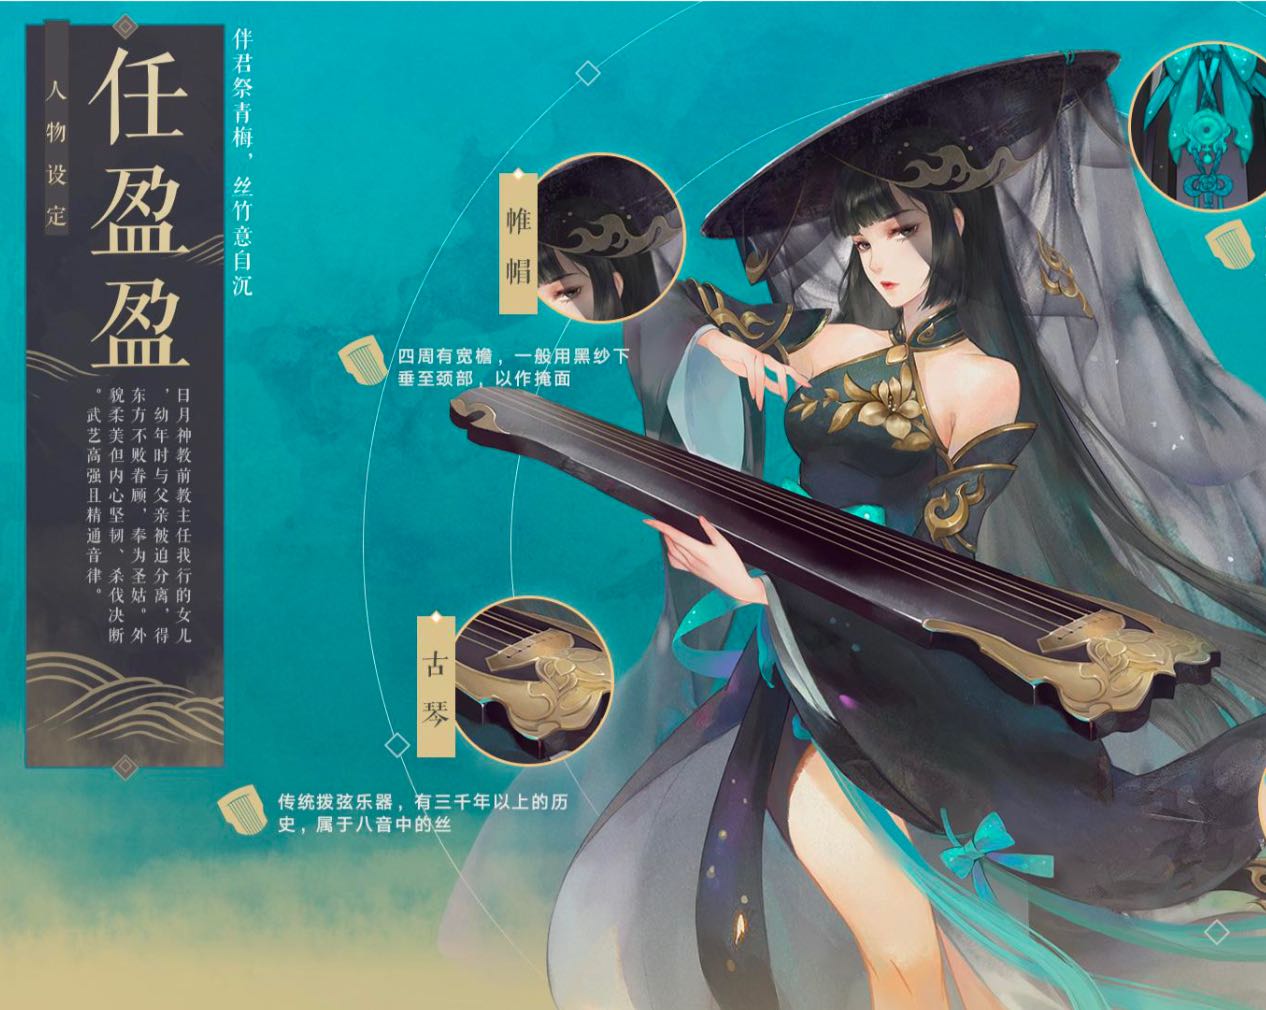 人物设定
任盈盈
伴君祭青梅，丝竹意自沉
日月神教前教主任我行的女儿
，幼年时与父亲被迫分离，得
东方不败眷顾，奉为圣姑。外
貌柔美但内心坚韧、杀伐决断
。武艺高强且精通音律。
帷帽
四周有宽檐，一般用黑纱下
垂至颈部，以作掩面
古琴
传统拨弦乐器，有三千年以上的历
史，属于八音中的丝